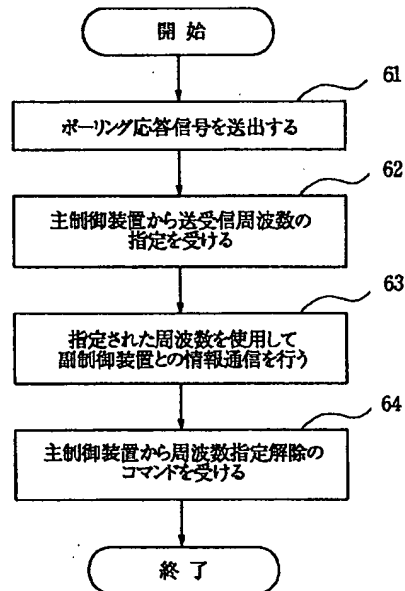 開始
61
ポーリング応答信号を送出する
62
主制御装置から送受信周波数の
指定を受ける
63
指定された周波数を使用して
副制御装置との情報通信を行う
64
主制御装置から周波数指定解除の
コマンドを受ける
終了